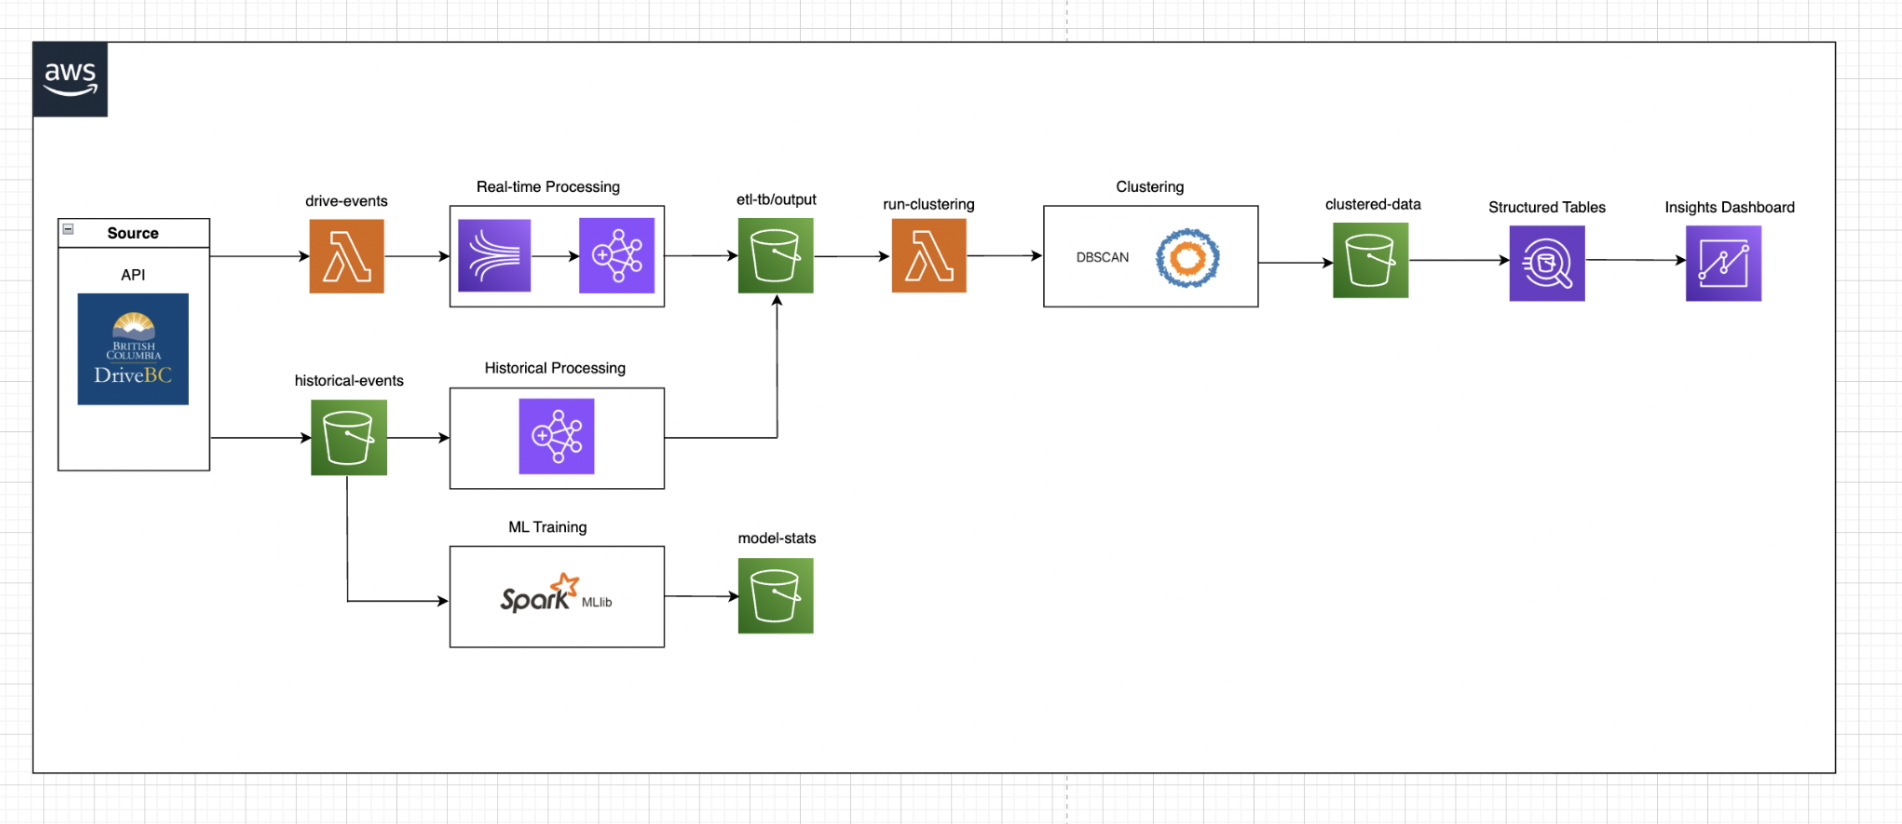 aws
Source
API
BRITISH
COLUMBIA
DriveBC
drive-events
Real-time Processing
etl-tb/output
run-clustering
Clustering
DBSCAN
clustered-data
Structured Tables
Insights Dashboard
historical-events
Historical Processing
ML Training
Spark MLlib
model-stats